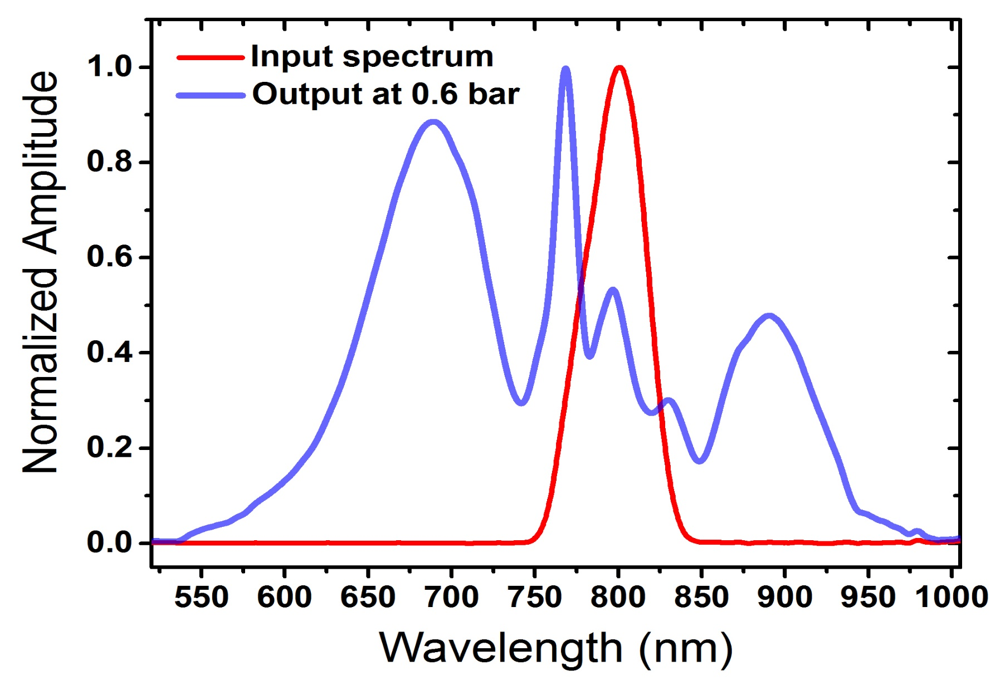 Input spectrum
Output at 0.6 bar
Normalized Amplitude
1.0
0.8
0.6
0.4
0.2
0.0
550 600 650 700 750 800 850 900 950 1000
Wavelength (nm)